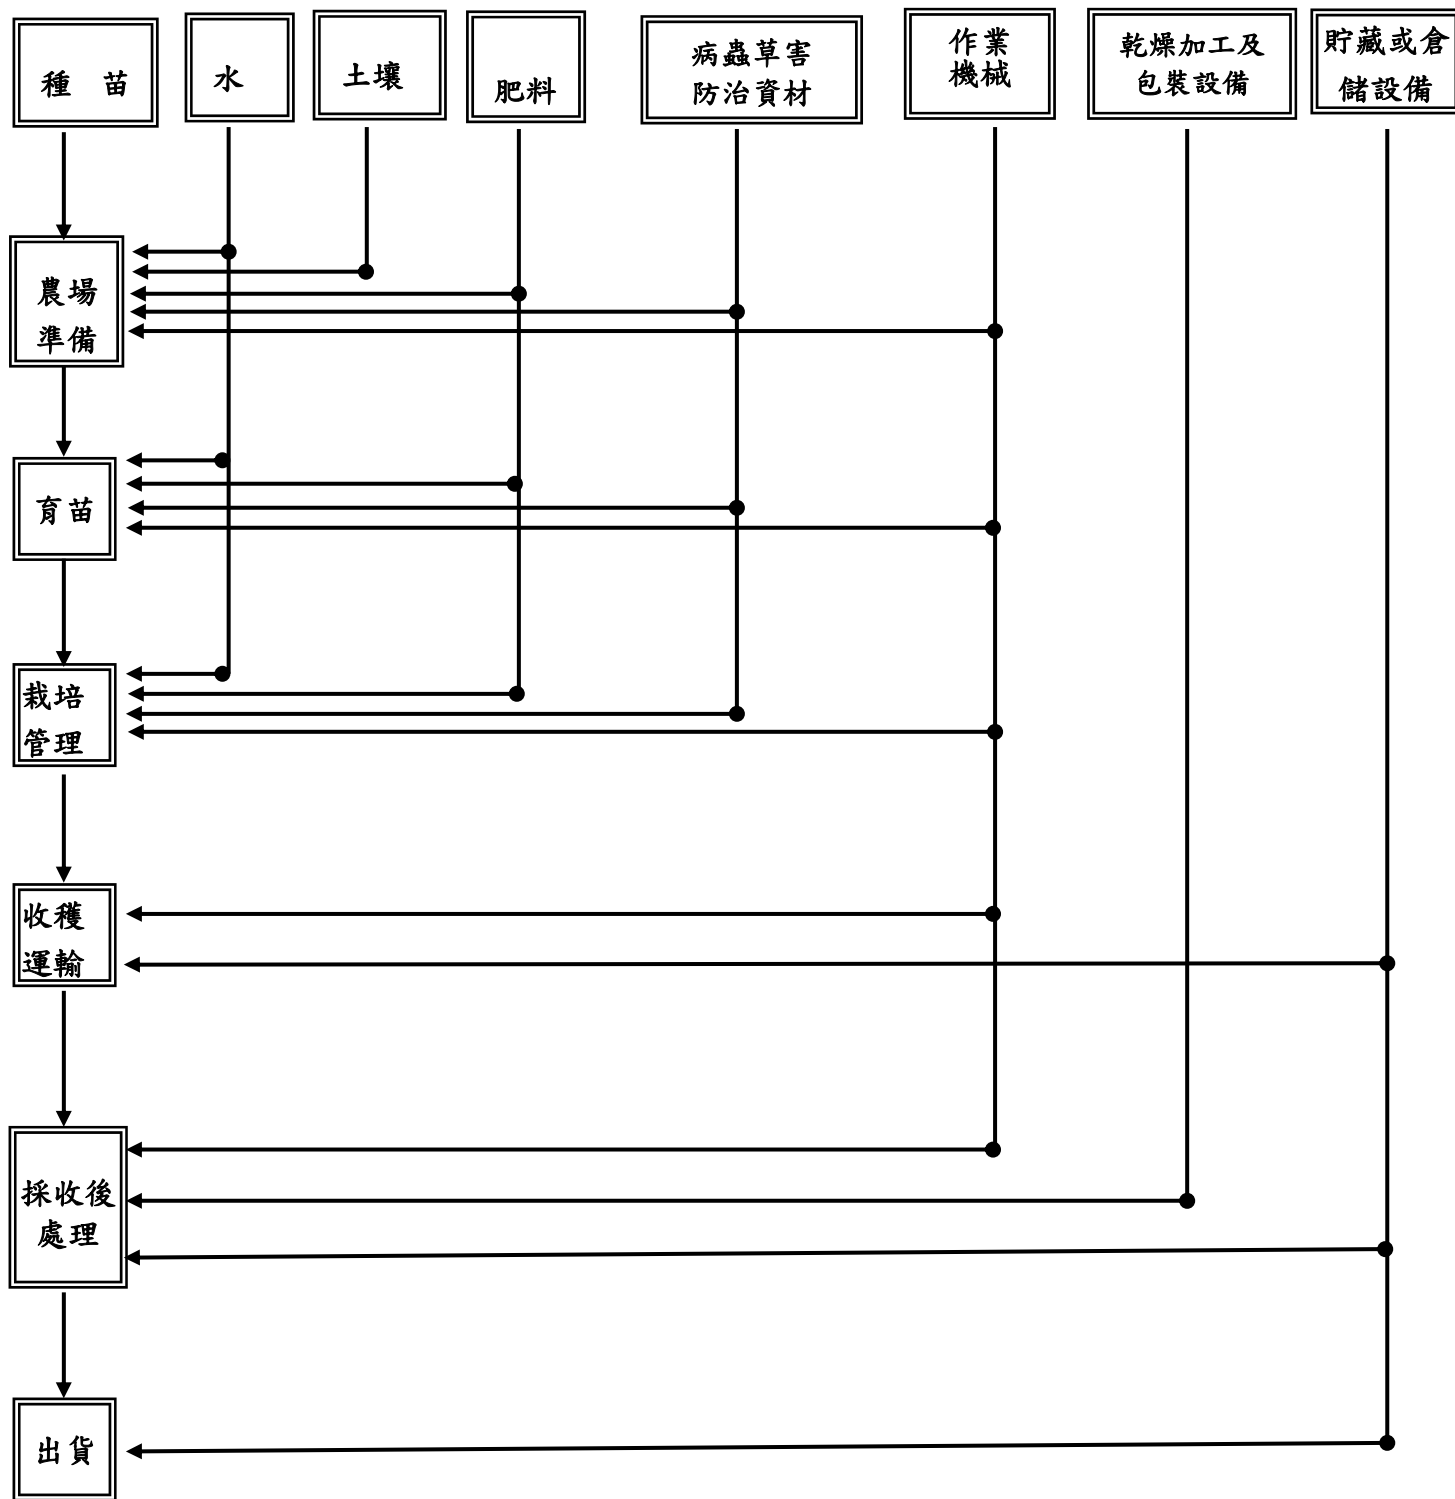 種 苗
水
土壤
肥料
病蟲草害
防治資材
作業
機械
乾燥加工及
包裝設備
貯藏或倉
儲設備
農場
準備
育苗
栽培
管理
收穫
運輸
採收後
處理
出貨